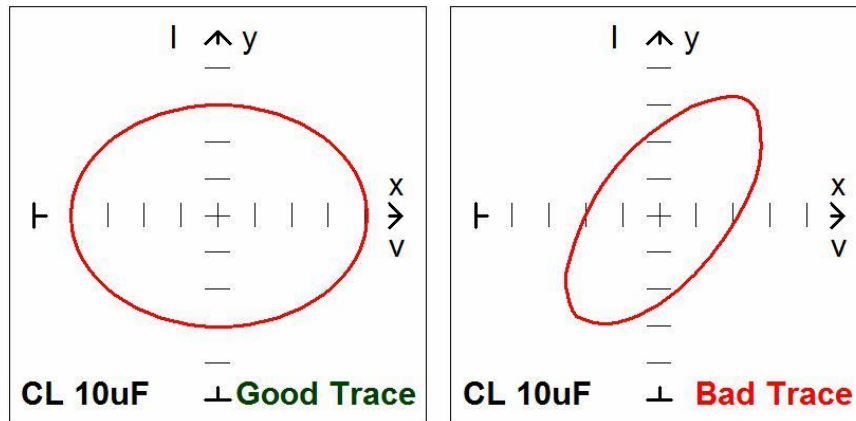 I y
x
v
CL 10uF Good Trace
I y
x
v
CL 10uF Bad Trace